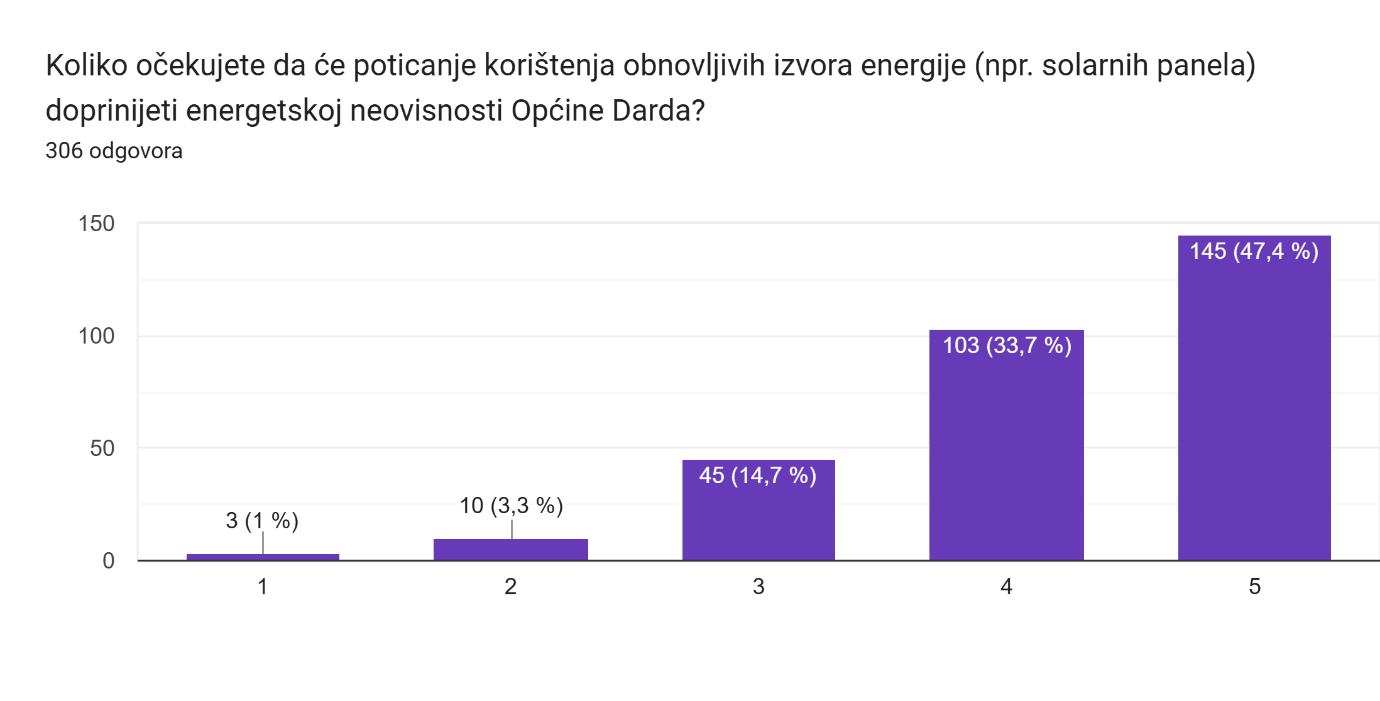 Koliko očekujete da će poticanje korištenja obnovljivih izvora energije (npr. solarnih panela)
doprinijeti energetskoj neovisnosti Općine Darda?
306 odgovora
150
100
50
0
3 (1 %)
10 (3,3 %)
45 (14,7 %)
103 (33,7 %)
145 (47,4 %)
1
2
3
4
5